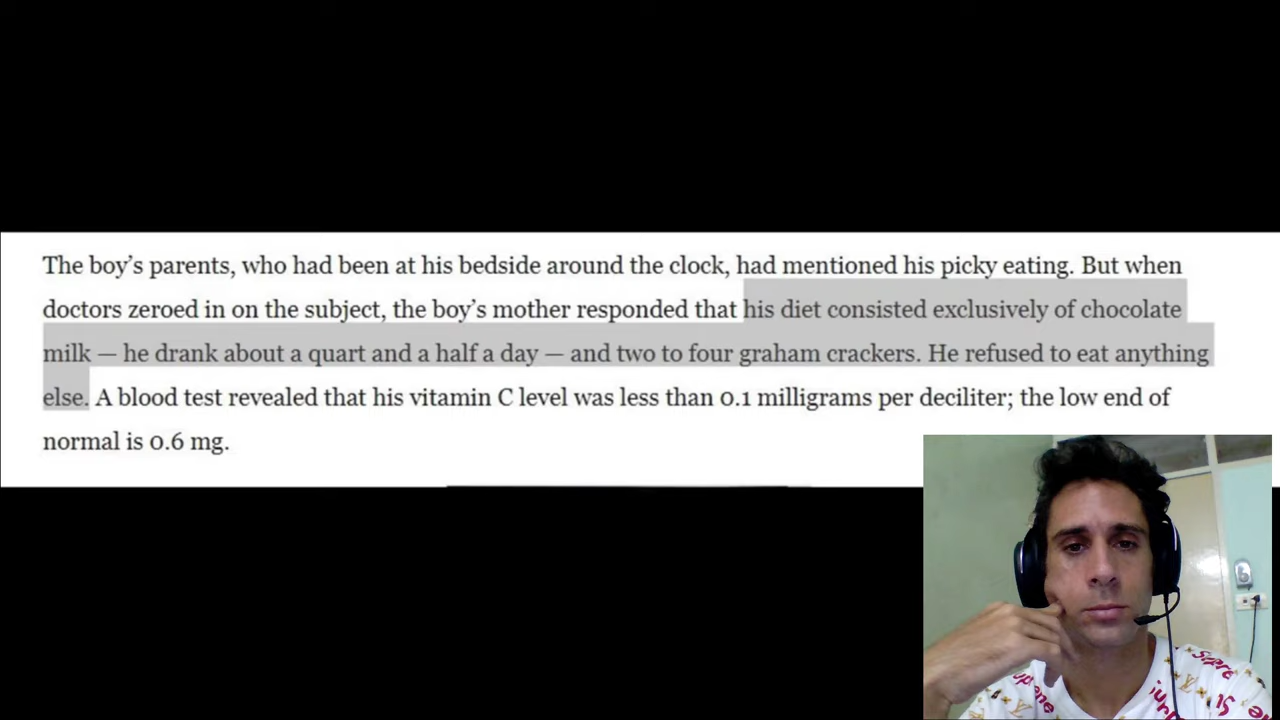 The boy’s parents, who had been at his bedside around the clock, had mentioned his picky eating. But when
doctors zeroed in on the subject, the boy’s mother responded that his diet consisted exclusively of chocolate
milk — he drank about a quart and a half a day — and two to four graham crackers. He refused to eat anything
else. A blood test revealed that his vitamin C level was less than 0.1 milligrams per deciliter; the low end of
normal is 0.6 mg.
Supre